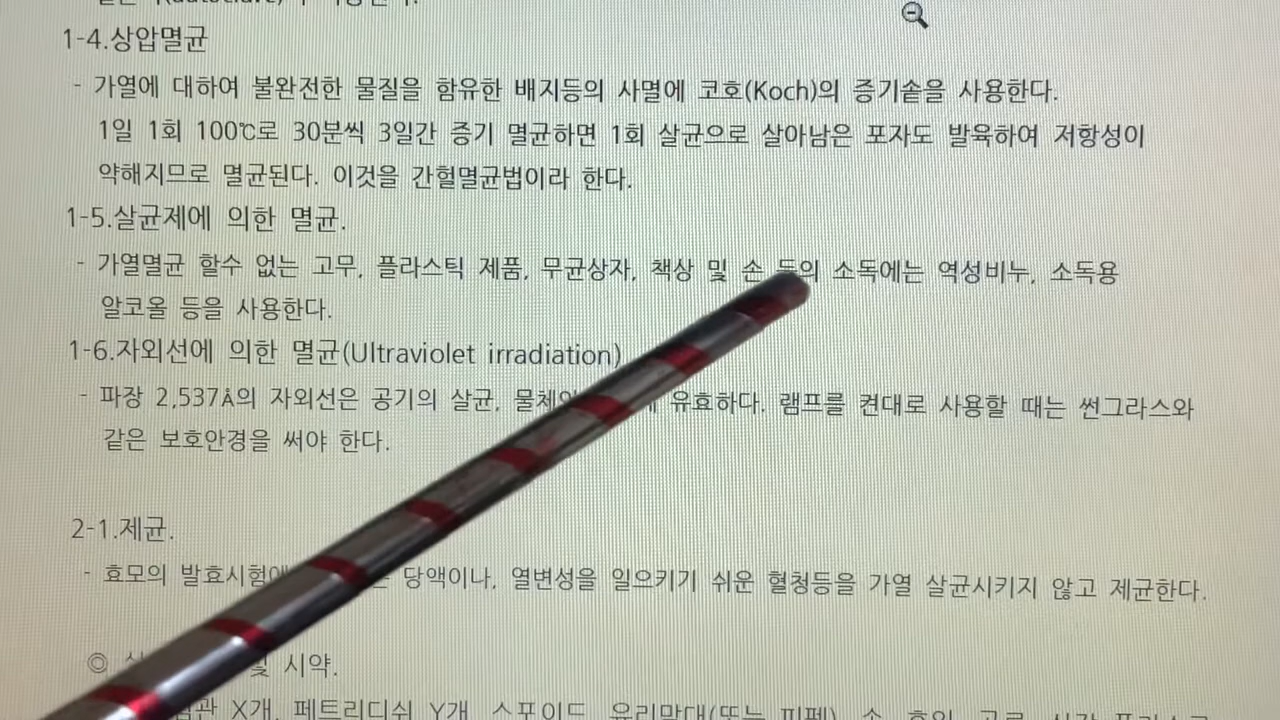 1-4.상압멸균
- 가열에 대하여 불완전한 물질을 함유한 배지등의 사멸에 코호(Koch)의 증기솥을 사용한다.
1일 1회 100℃로 30분씩 3일간 증기 멸균하면 1회 살균으로 살아남은 포자도 발육하여 저항성이
약해지므로 멸균된다. 이것을 간헐멸균법이라 한다.
1-5.살균제에 의한 멸균.
- 가열멸균 할수 없는 고무, 플라스틱 제품, 무균상자, 책상 및 손 등의 소독에는 역성비누, 소독용
알코올 등을 사용한다.
1-6.자외선에 의한 멸균(Ultraviolet irradiation)
- 파장 2,537Å의 자외선은 공기의 살균, 유효하다. 램프를 켠대로 사용할 때는 썬그라스와
같은 보호안경을 써야 한다.
2-1.제균.
- 효모의 당액이나, 열변성을 일으키기 쉬운 혈청등을 가열 살균시키지 않고 제균한다.
◎ 및 시약.
X개, 페트리디쉬 Y개, 스포이드, 유리막대(또는 피펫), 솜, 호일,